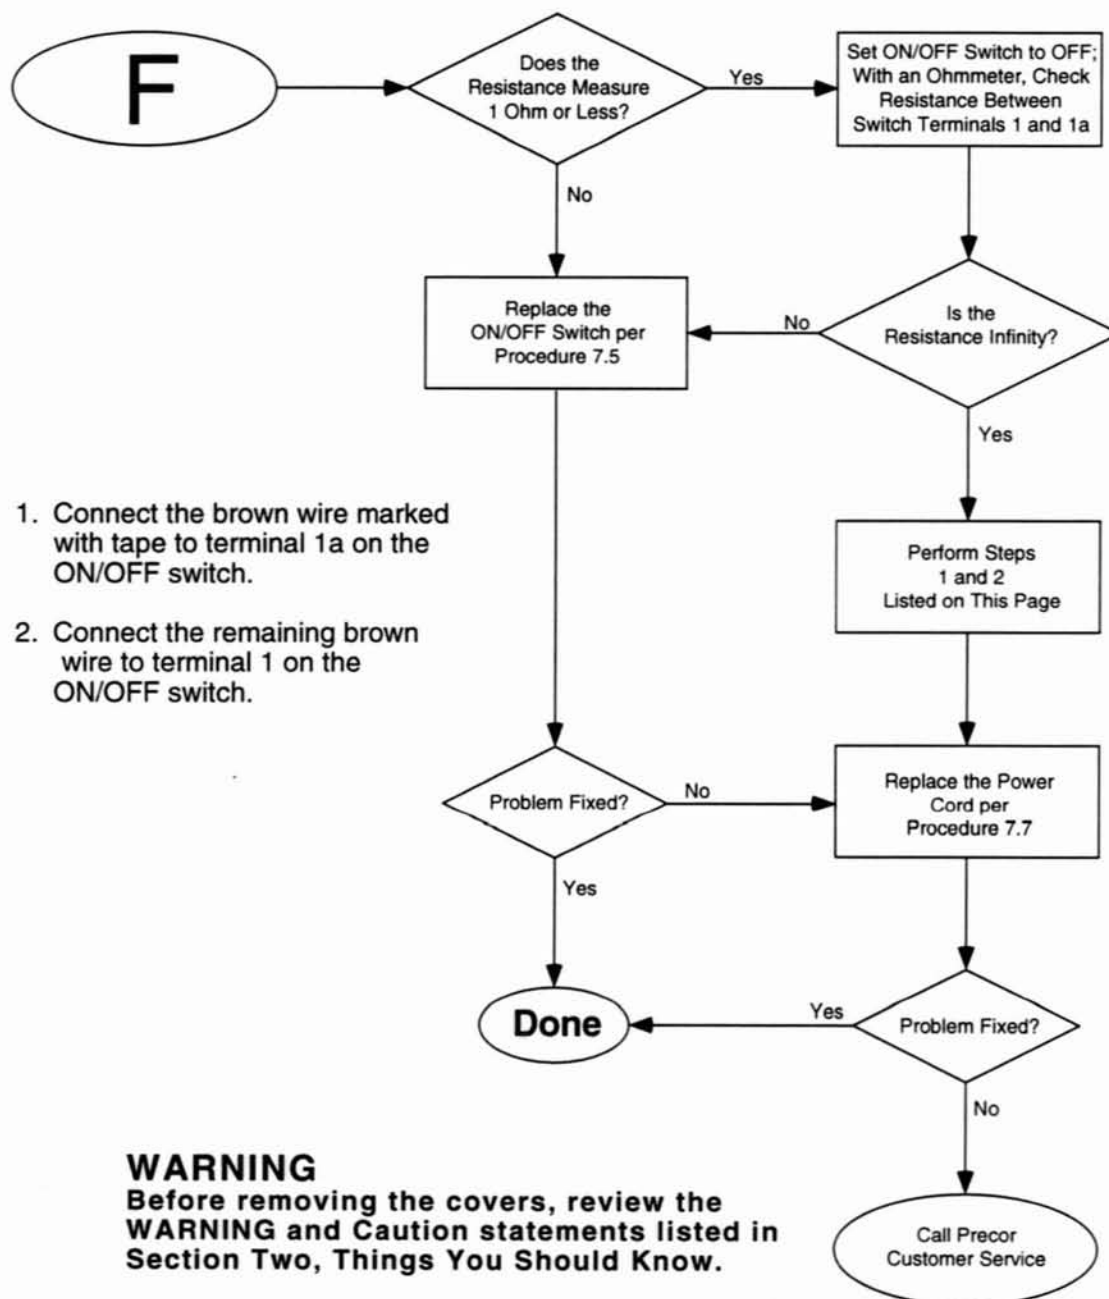 F
Does the
Resistance Measure
1 Ohm or Less?
Yes
Set ON/OFF Switch to OFF;
With an Ohmmeter, Check
Resistance Between
Switch Terminals 1 and 1a
No
Replace the
ON/OFF Switch per
Procedure 7.5
No
Is the
Resistance Infinity?
Yes
1. Connect the brown wire marked
with tape to terminal 1a on the
ON/OFF switch.
2. Connect the remaining brown
wire to terminal 1 on the
ON/OFF switch.
Perform Steps
1 and 2
Listed on This Page
Problem Fixed?
No
Replace the Power
Cord per
Procedure 7.7
Yes
Done
Yes
Problem Fixed?
No
WARNING
Before removing the covers, review the
WARNING and Caution statements listed in
Section Two, Things You Should Know.
Call Precor
Customer Service